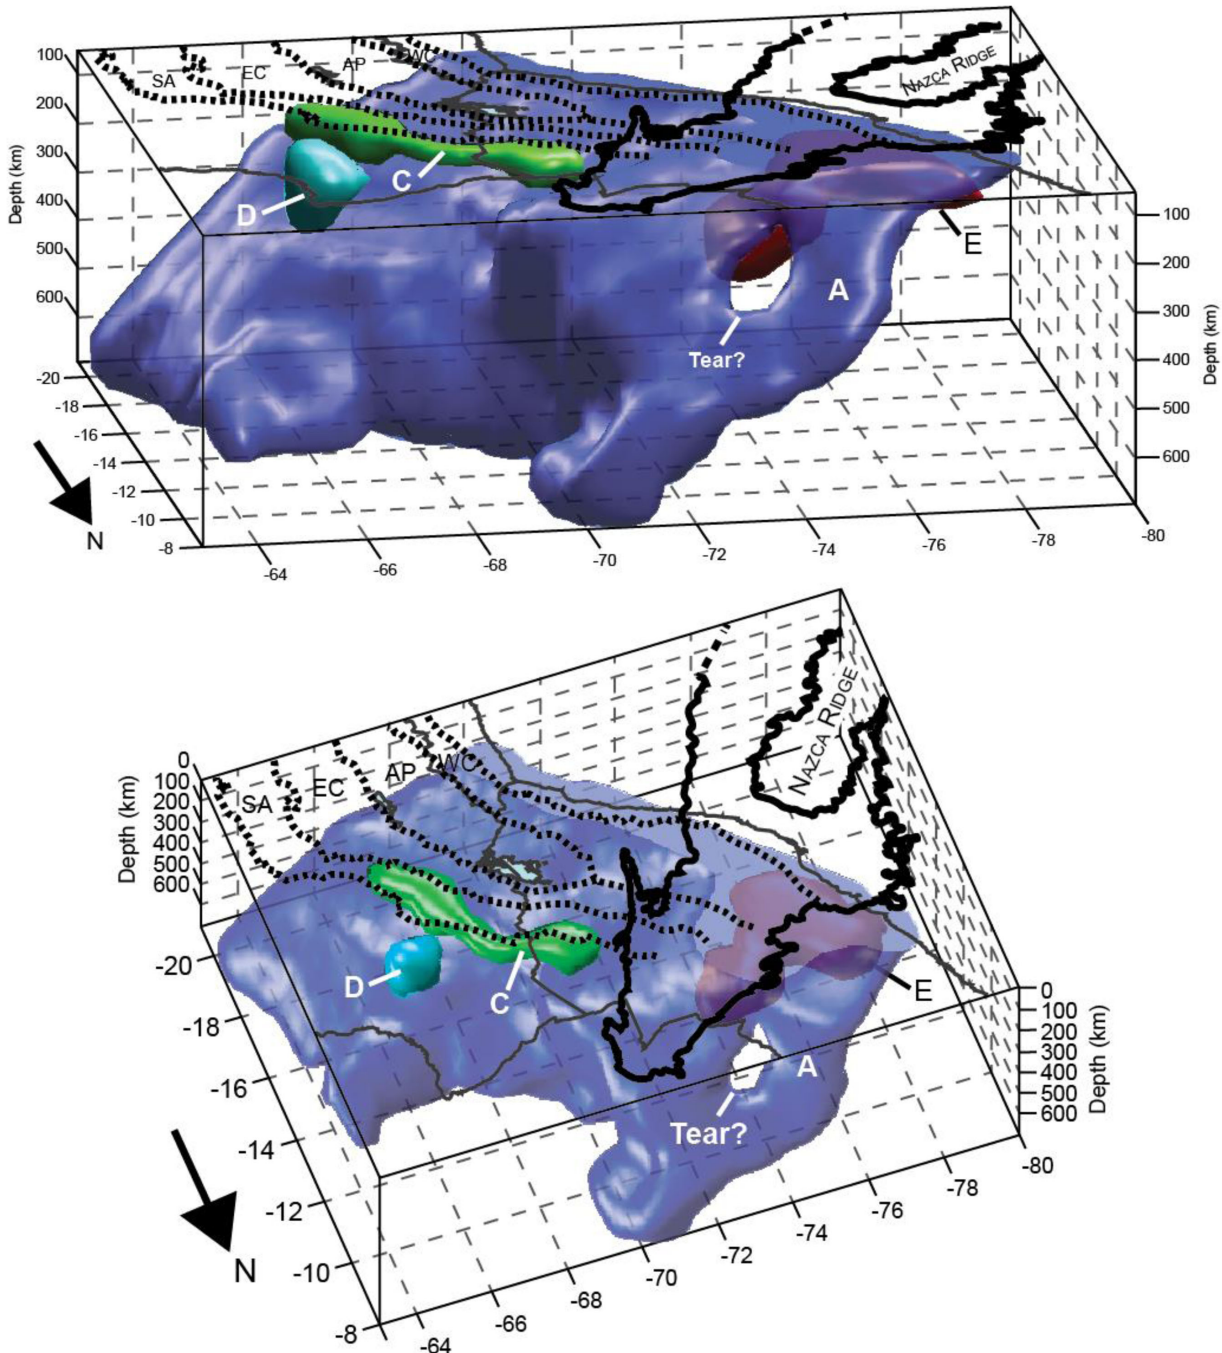 100
200
300
400
500
600
Depth (km)
SA
EC
AP
WC
NAZCA RIDGE
C
D
E
A
Tear?
100
200
300
400
500
600
Depth (km)
-20
-18
-16
-14
-12
-10
-8
N
-64
-66
-68
-70
-72
-74
-76
-78
-80
0
100
200
300
400
500
600
Depth (km)
SA
EC
AP
WC
NAZCA RIDGE
D
C
E
A
Tear?
0
100
200
300
400
500
600
Depth (km)
-20
-18
-16
-14
-12
-10
-8
N
-64
-66
-68
-70
-72
-74
-76
-78
-80